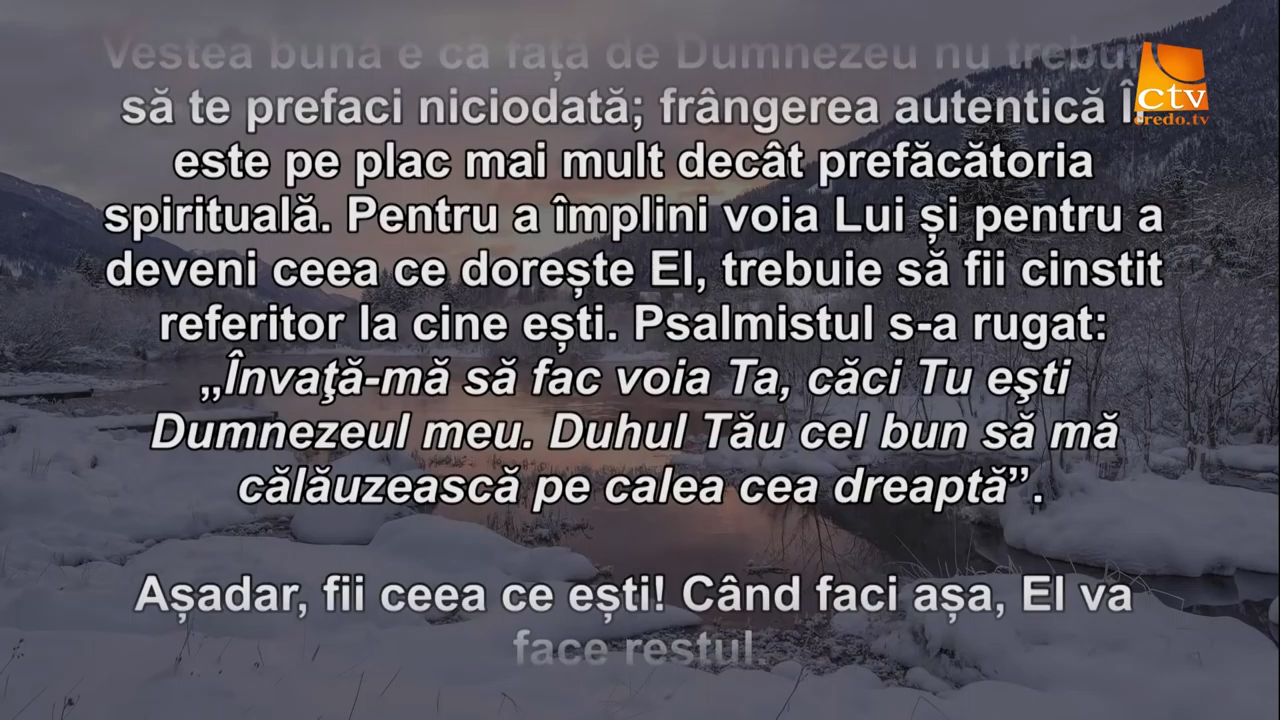 Vestea bună e că față de Dumnezeu nu trebuie
să te prefaci niciodată; frângerea autentică Îi
este pe plac mai mult decât prefăcătoria
spirituală. Pentru a împlini voia Lui și pentru a
deveni ceea ce dorește El, trebuie să fii cinstit
referitor la cine ești. Psalmistul s-a rugat:
„Învaţă-mă să fac voia Ta, căci Tu eşti
Dumnezeul meu. Duhul Tău cel bun să mă
călăuzească pe calea cea dreaptă”.
Așadar, fii ceea ce ești! Când faci așa, El va
face restul.
ctv
credo.tv